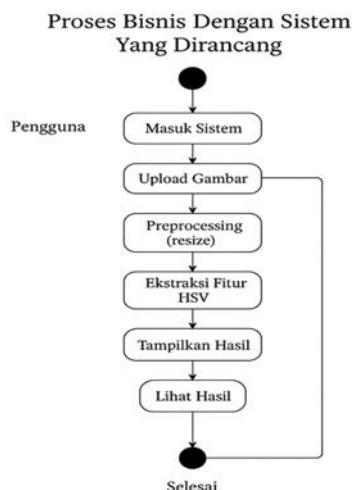 Proses Bisnis Dengan Sistem
Yang Dirancang
Pengguna
Masuk Sistem
Upload Gambar
Preprocessing
(resize)
Ekstraksi Fitur
HSV
Tampilkan Hasil
Lihat Hasil
Selesai